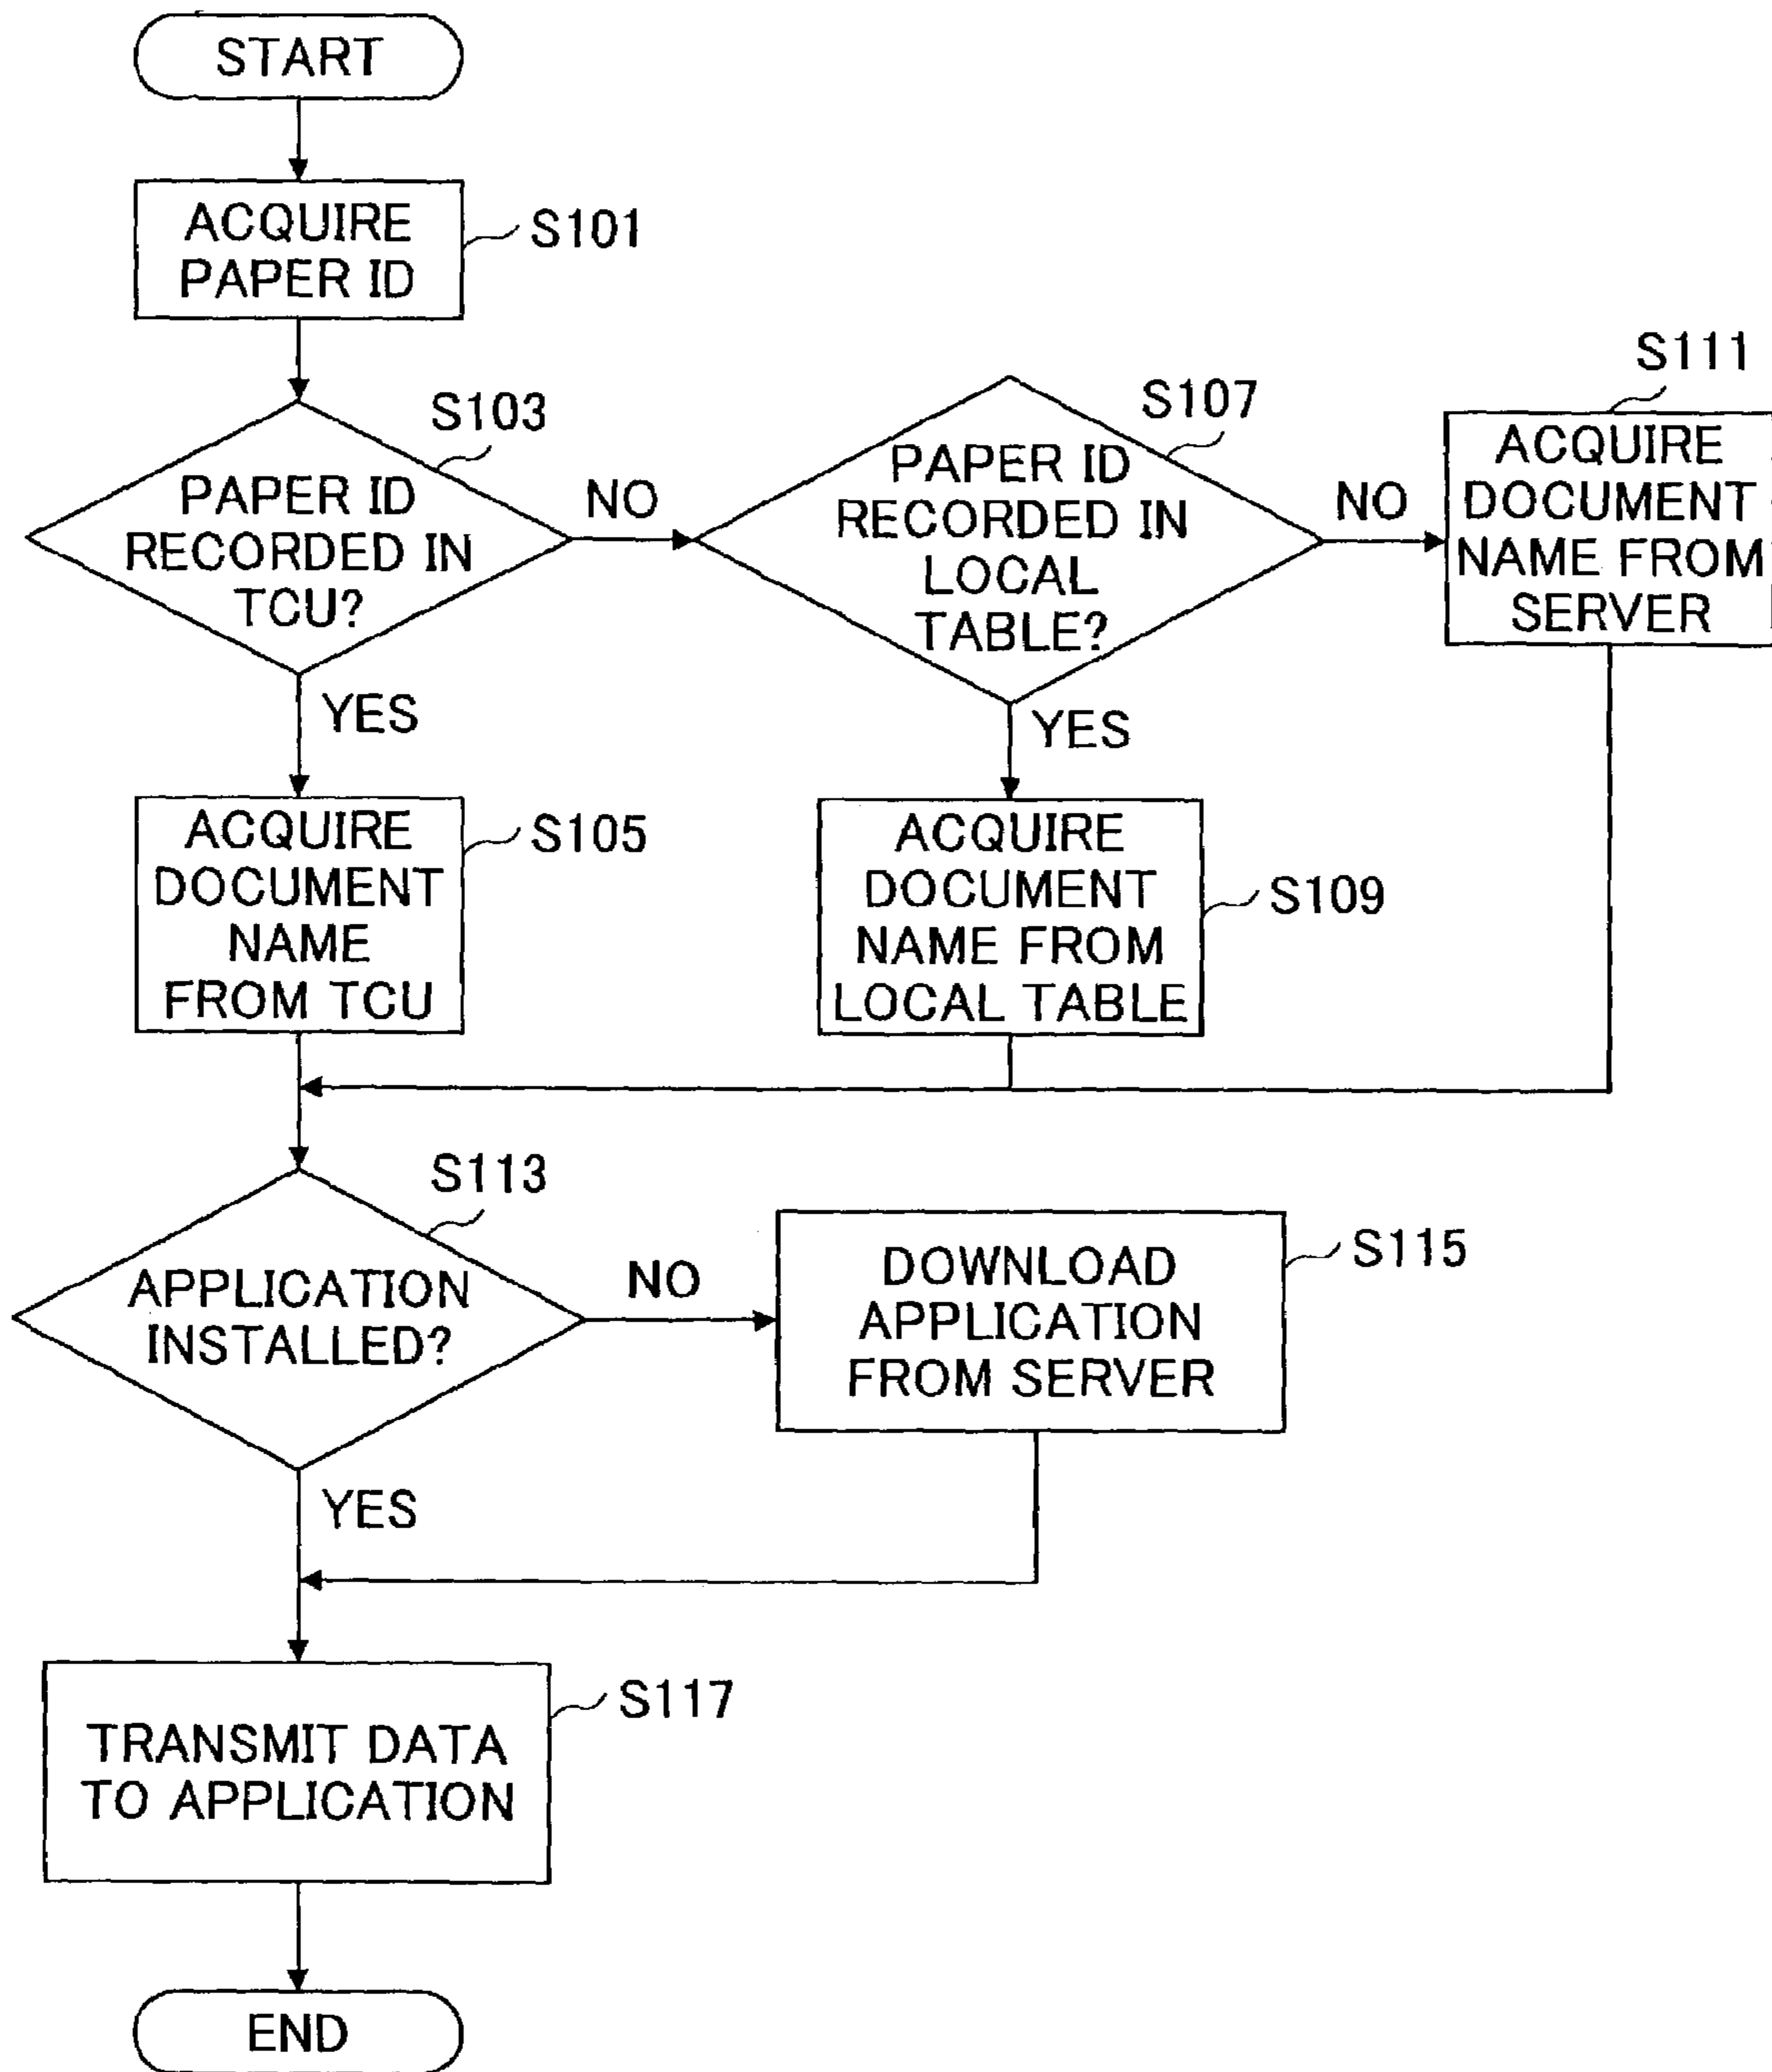 START
ACQUIRE
PAPER ID
S101
S103
PAPER ID
RECORDED IN
TCU?
NO
YES
S107
PAPER ID
RECORDED IN
LOCAL
TABLE?
NO
YES
S111
ACQUIRE
DOCUMENT
NAME FROM
SERVER
ACQUIRE
DOCUMENT
NAME
FROM TCU
S105
ACQUIRE
DOCUMENT
NAME FROM
LOCAL TABLE
S109
S113
APPLICATION
INSTALLED?
NO
YES
DOWNLOAD
APPLICATION
FROM SERVER
S115
TRANSMIT DATA
TO APPLICATION
S117
END